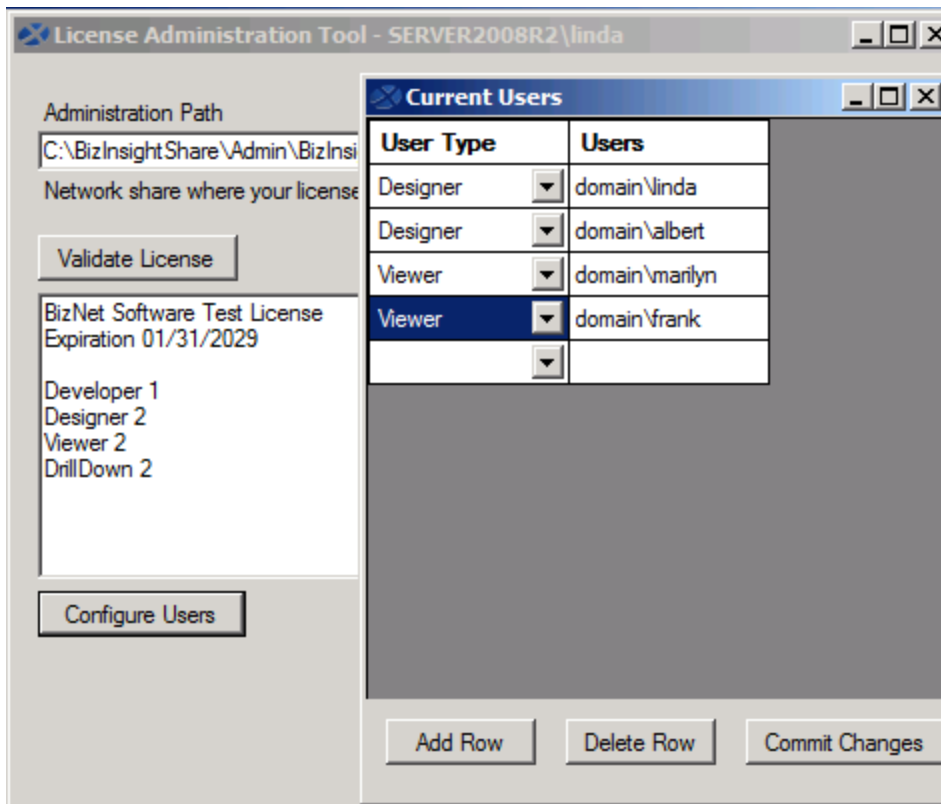 License Administration Tool - SERVER2008R2\linda
Administration Path
C:\BizInsightShare\Admin\BizInsi
Network share where your license
Validate License
BizNet Software Test License
Expiration 01/31/2029
Developer 1
Designer 2
Viewer 2
DrillDown 2
Configure Users
Current Users
User Type Users
Designer domain\linda
Designer domain\albert
Viewer domain\marilyn
Viewer domain\frank
Add Row Delete Row Commit Changes